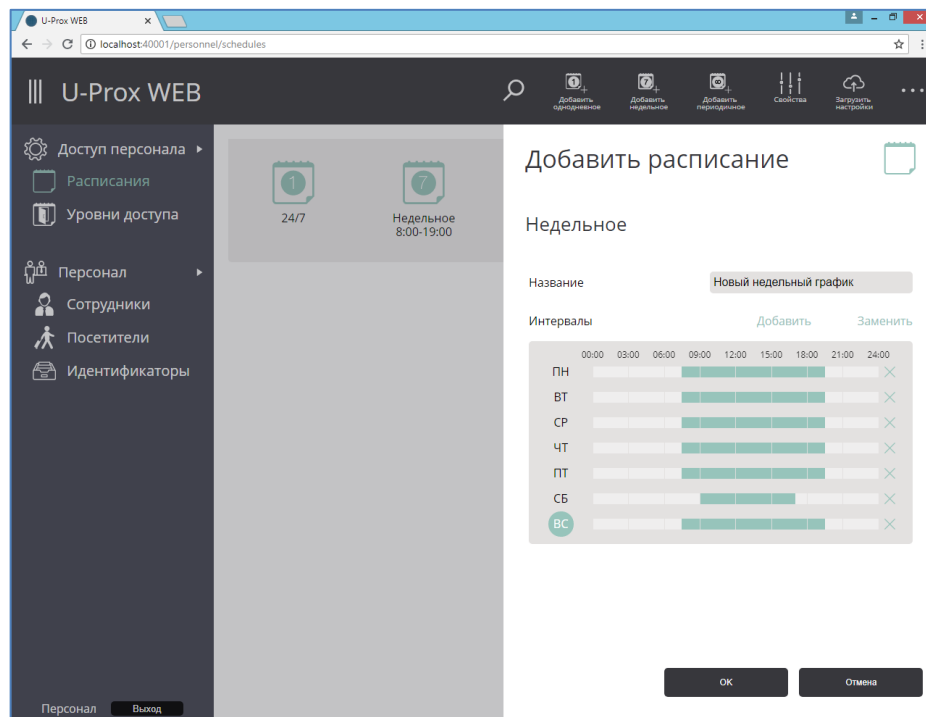 U-Prox WEB
localhost:40001/personnel/schedules
U-Prox WEB
1 7 ∞
Добавить однодневное
Добавить недельное
Добавить периодичное
Свойства
Загрузить настройки
Доступ персонала
Расписания
Уровни доступа
Персонал
Сотрудники
Посетители
Идентификаторы
1
24/7
7
Недельное
8:00-19:00
Добавить расписание
Недельное
Название Новый недельный график
Интервалы Добавить Заменить
00:00 03:00 06:00 09:00 12:00 15:00 18:00 21:00 24:00
ПН
ВТ
СР
ЧТ
ПТ
СБ
ВС
OK Отмена
Персонал Выход